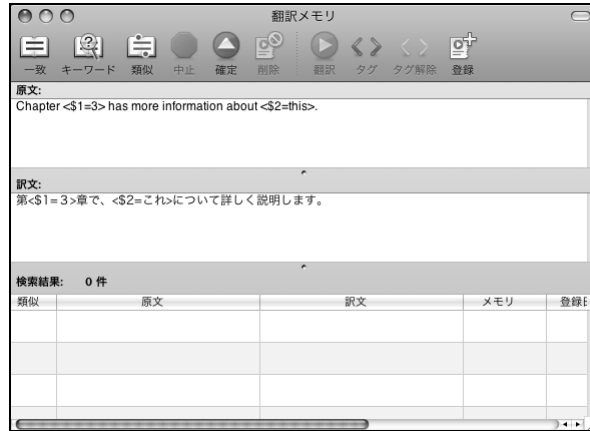 翻訳メモリ
一致 キーワード 類似 中止 確定 削除 翻訳 タグ タグ解除 登録
原文:
Chapter <$1=3> has more information about <$2=this>.
訳文:
第<$1=３>章で、<$2=これ>について詳しく説明します。
検索結果: 0 件
類似 原文 訳文 メモリ 登録